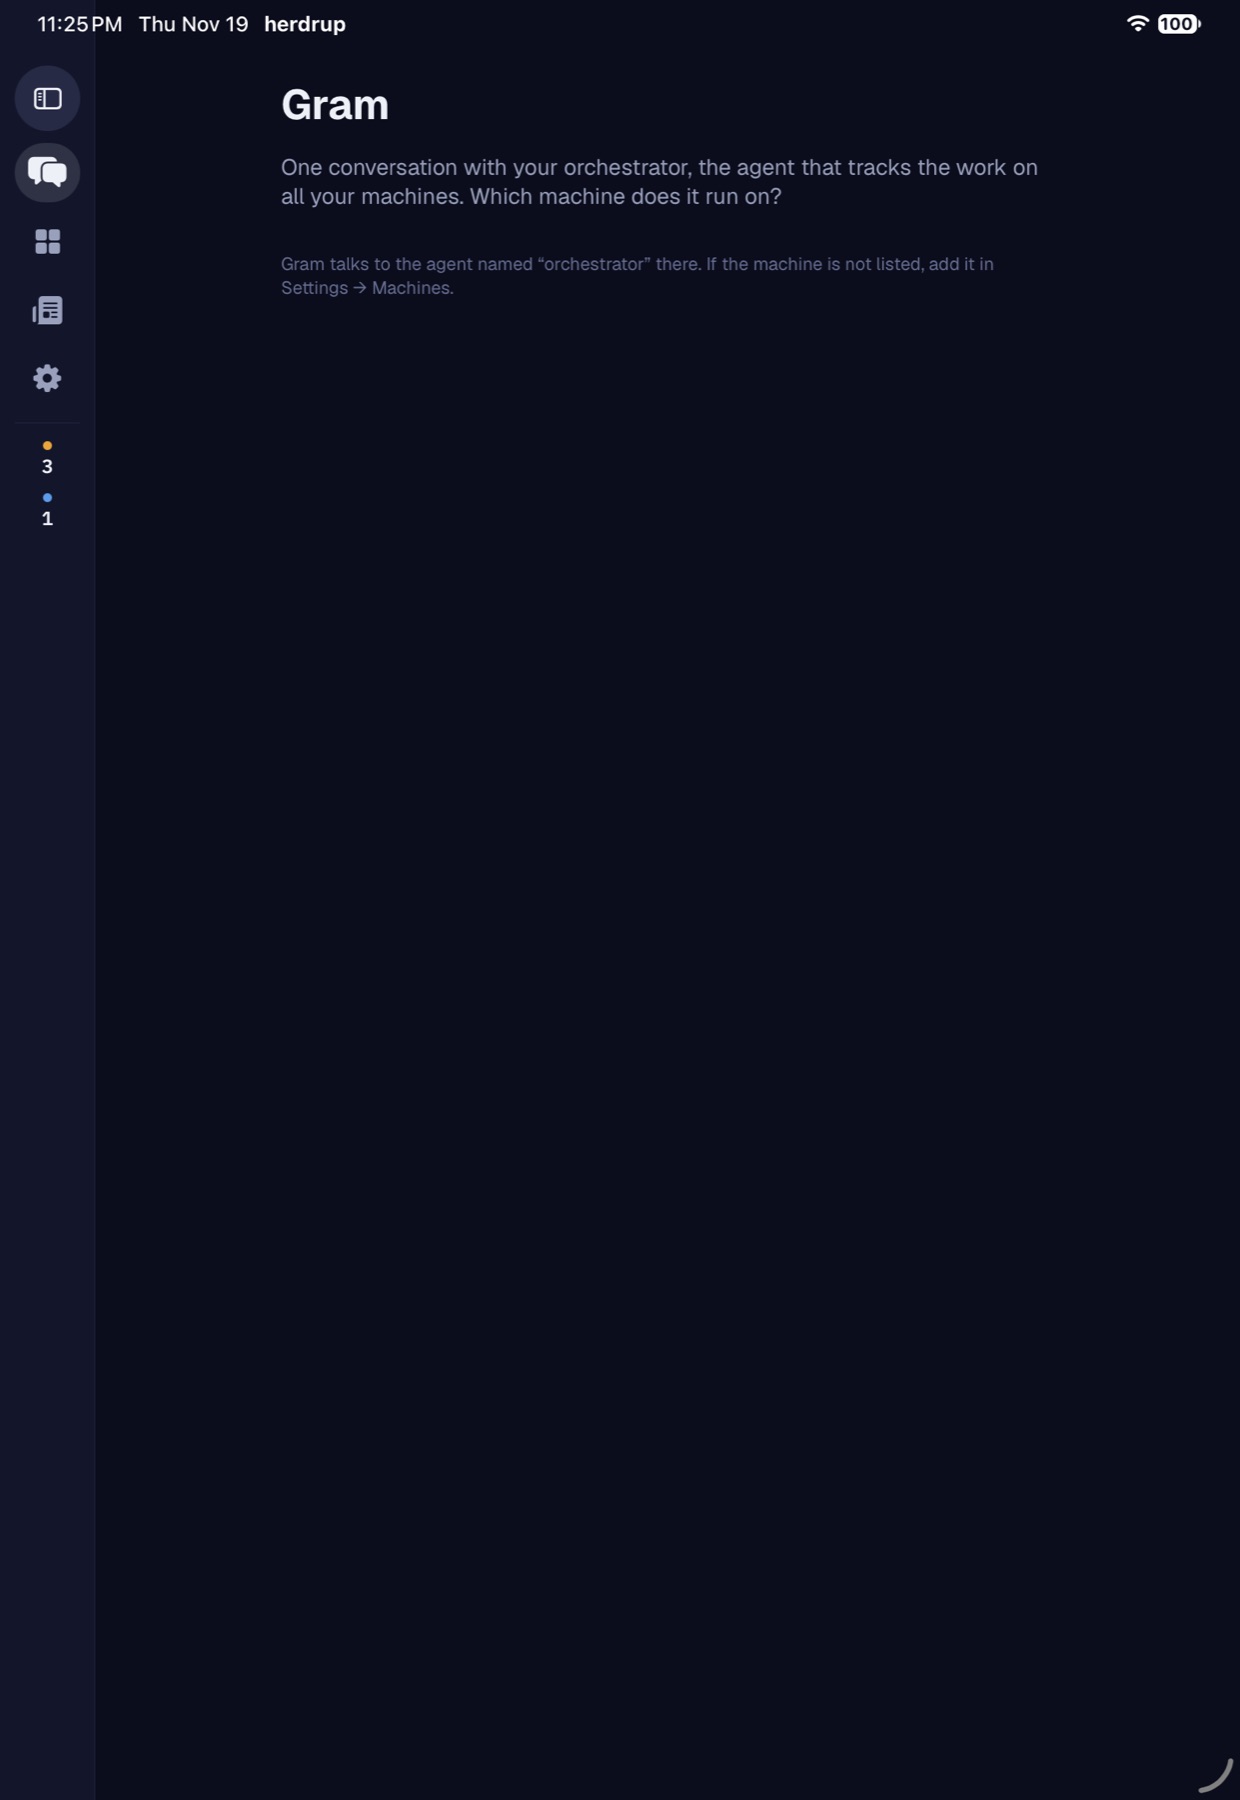 11:25 PM Thu Nov 19 herdrup
100
Gram
One conversation with your orchestrator, the agent that tracks the work on
all your machines. Which machine does it run on?
Gram talks to the agent named “orchestrator” there. If the machine is not listed, add it in
Settings → Machines.
3
1